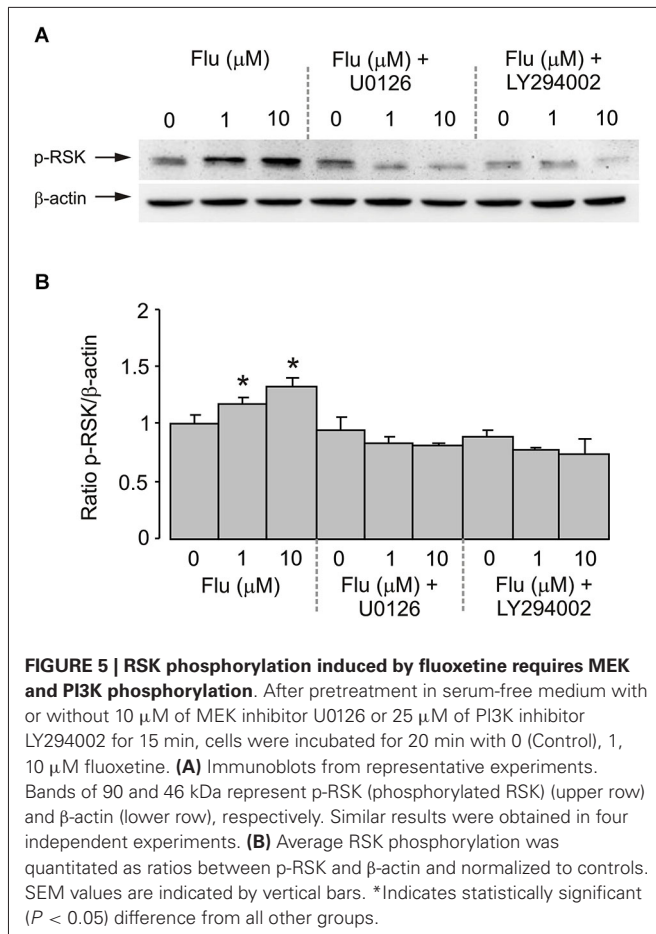 A
Flu (μM)
Flu (μM) +
U0126
Flu (μM) +
LY294002
0 1 10 0 1 10 0 1 10
p-RSK
β-actin
B
Ratio p-RSK/β-actin
2
1.5
1
0.5
0
* *
0 1 10 0 1 10 0 1 10
Flu (μM)
Flu (μM) +
U0126
Flu (μM) +
LY294002
FIGURE 5 | RSK phosphorylation induced by fluoxetine requires MEK
and PI3K phosphorylation. After pretreatment in serum-free medium with
or without 10 μM of MEK inhibitor U0126 or 25 μM of PI3K inhibitor
LY294002 for 15 min, cells were incubated for 20 min with 0 (Control), 1,
10 μM fluoxetine. (A) Immunoblots from representative experiments.
Bands of 90 and 46 kDa represent p-RSK (phosphorylated RSK) (upper row)
and β-actin (lower row), respectively. Similar results were obtained in four
independent experiments. (B) Average RSK phosphorylation was
quantitated as ratios between p-RSK and β-actin and normalized to controls.
SEM values are indicated by vertical bars. *Indicates statistically significant
(P < 0.05) difference from all other groups.